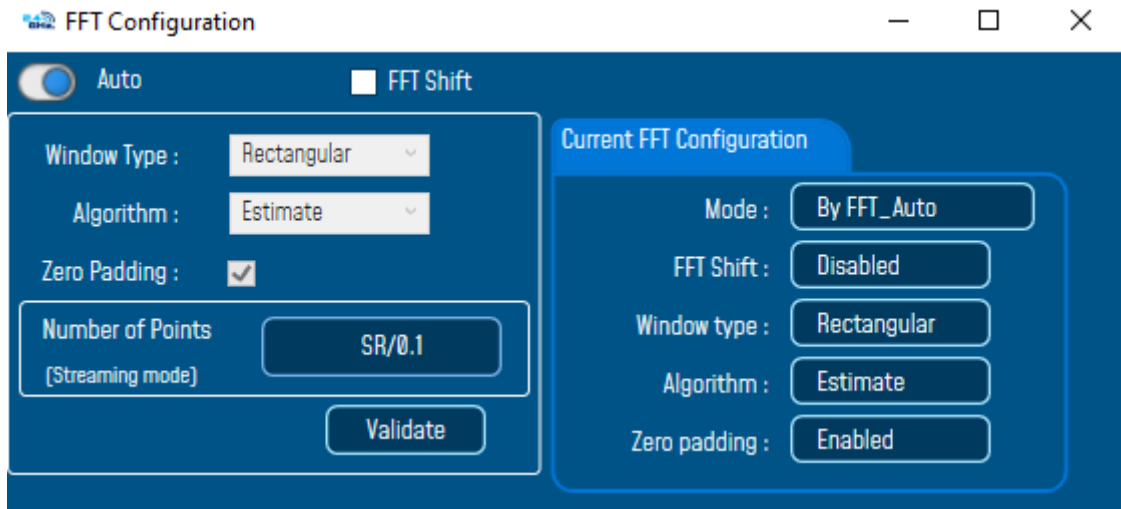 FFT Configuration
Auto
FFT Shift
Window Type :
Rectangular
Algorithm :
Estimate
Zero Padding :
Number of Points
(Streaming mode)
SR/0.1
Validate
Current FFT Configuration
Mode :
By FFT_Auto
FFT Shift :
Disabled
Window type :
Rectangular
Algorithm :
Estimate
Zero padding :
Enabled